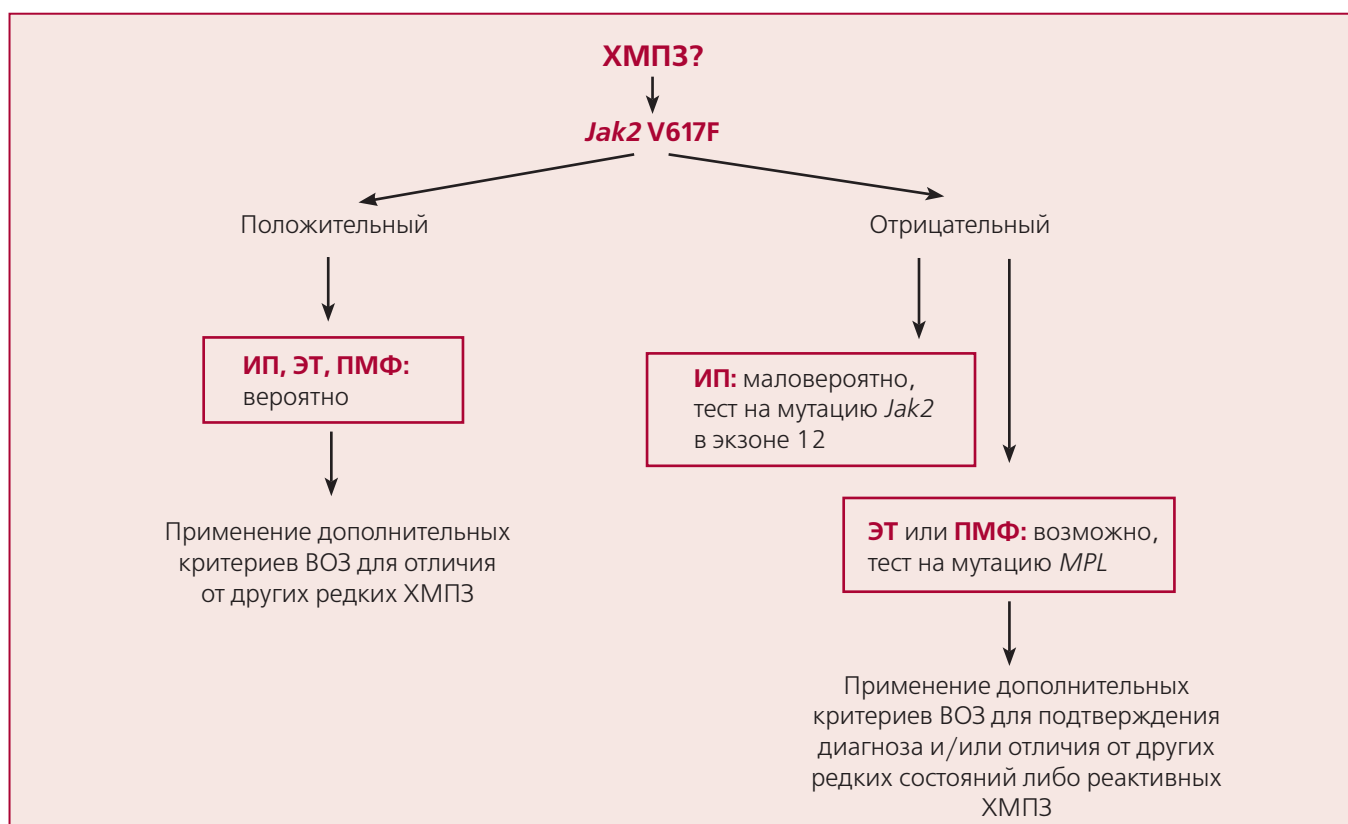 ХМПЗ?
Jak2 V617F
Положительный
Отрицательный
ИП, ЭТ, ПМФ:
вероятно
ИП: маловероятно,
тест на мутацию Jak2
в экзоне 12
Применение дополнительных
критериев ВОЗ для отличия
от других редких ХМПЗ
ЭТ или ПМФ: возможно,
тест на мутацию MPL
Применение дополнительных
критериев ВОЗ для подтверждения
диагноза и/или отличия от других
редких состояний либо реактивных
ХМПЗ